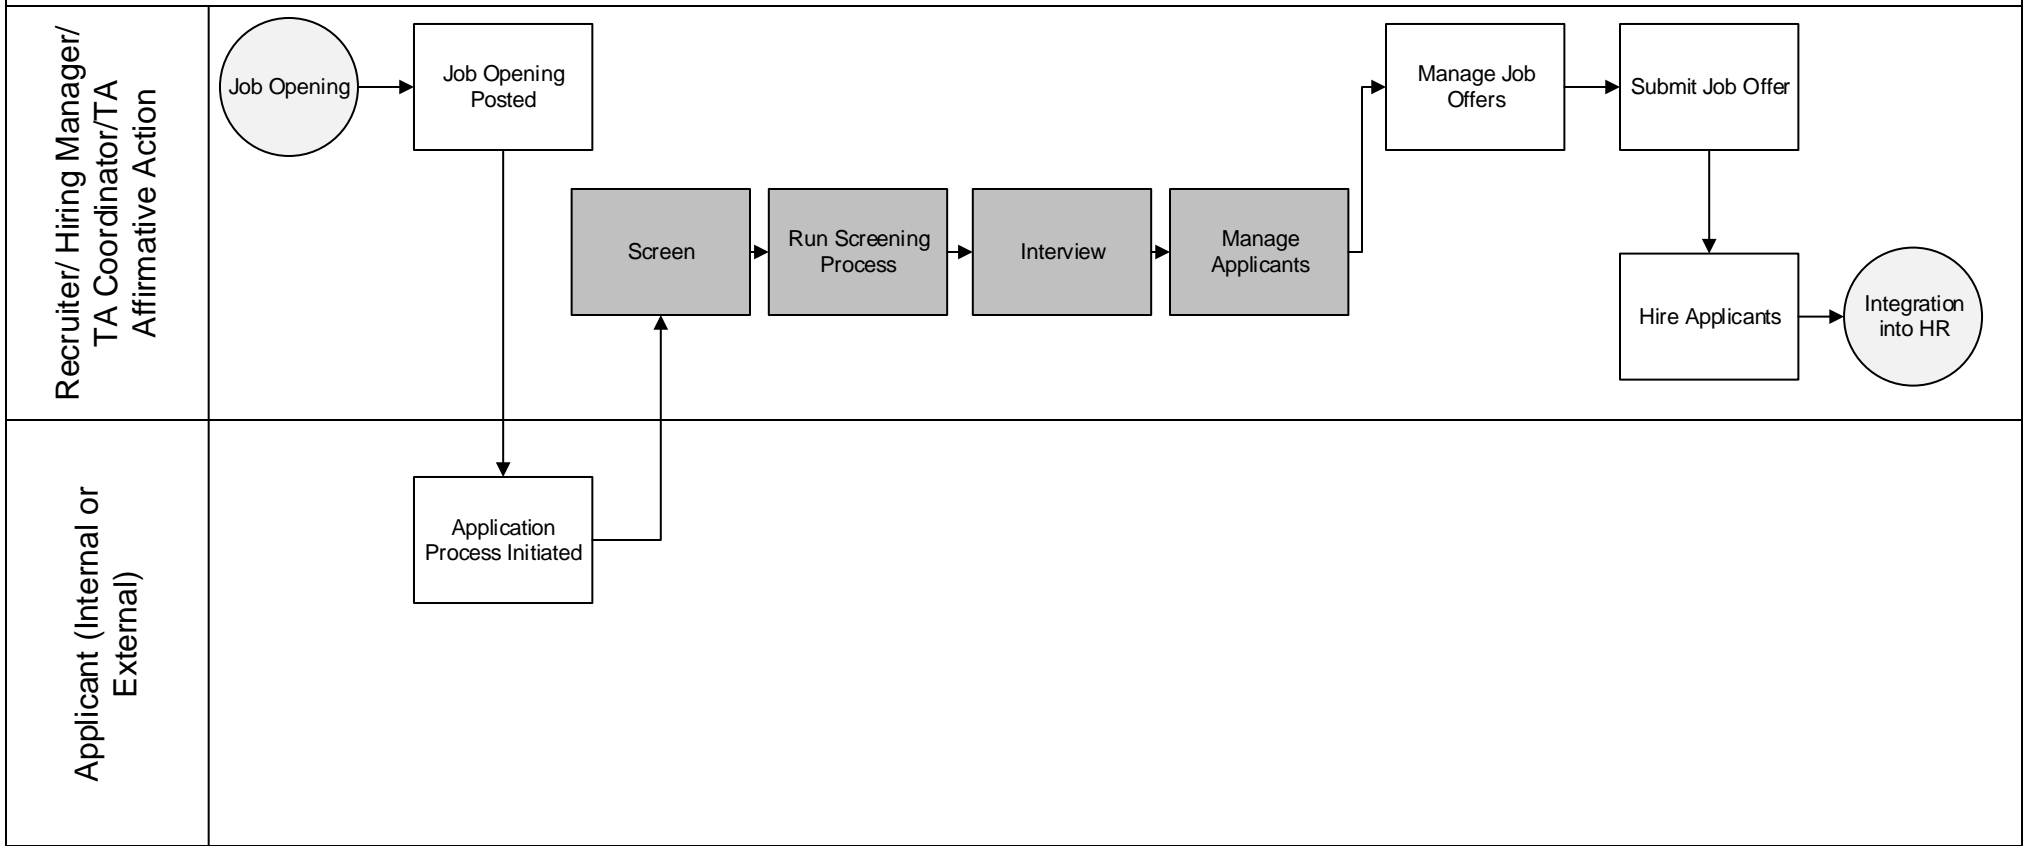 Recruiter/ Hiring Manager/
TA Coordinator/TA
Affirmative Action
Job Opening
Job Opening
Posted
Screen
Run Screening
Process
Interview
Manage
Applicants
Manage Job
Offers
Submit Job Offer
Hire Applicants
Integration
into HR
Applicant (Internal or
External)
Application
Process Initiated